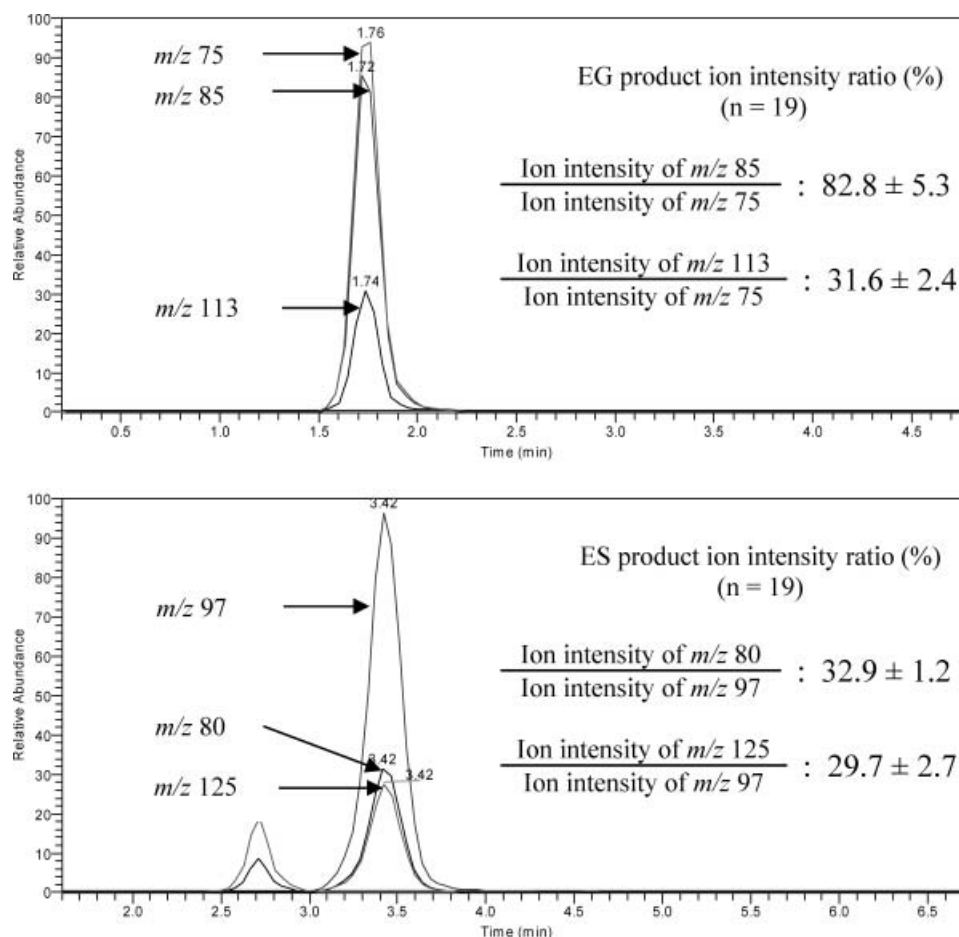 100
90
80
70
60
50
40
30
20
10
0
Relative Abundance
1.76
m/z 75
1.72
m/z 85
1.74
m/z 113
EG product ion intensity ratio (%)
(n = 19)
Ion intensity of m/z 85
Ion intensity of m/z 75
: 82.8 ± 5.3
Ion intensity of m/z 113
Ion intensity of m/z 75
: 31.6 ± 2.4
0.5 1.0 1.5 2.0 2.5 3.0 3.5 4.0 4.5
Time (min)
100
90
80
70
60
50
40
30
20
10
0
Relative Abundance
3.42
m/z 97
m/z 80
3.42
3.42
m/z 125
ES product ion intensity ratio (%)
(n = 19)
Ion intensity of m/z 80
Ion intensity of m/z 97
: 32.9 ± 1.2
Ion intensity of m/z 125
Ion intensity of m/z 97
: 29.7 ± 2.7
2.0 2.5 3.0 3.5 4.0 4.5 5.0 5.5 6.0 6.5
Time (min)